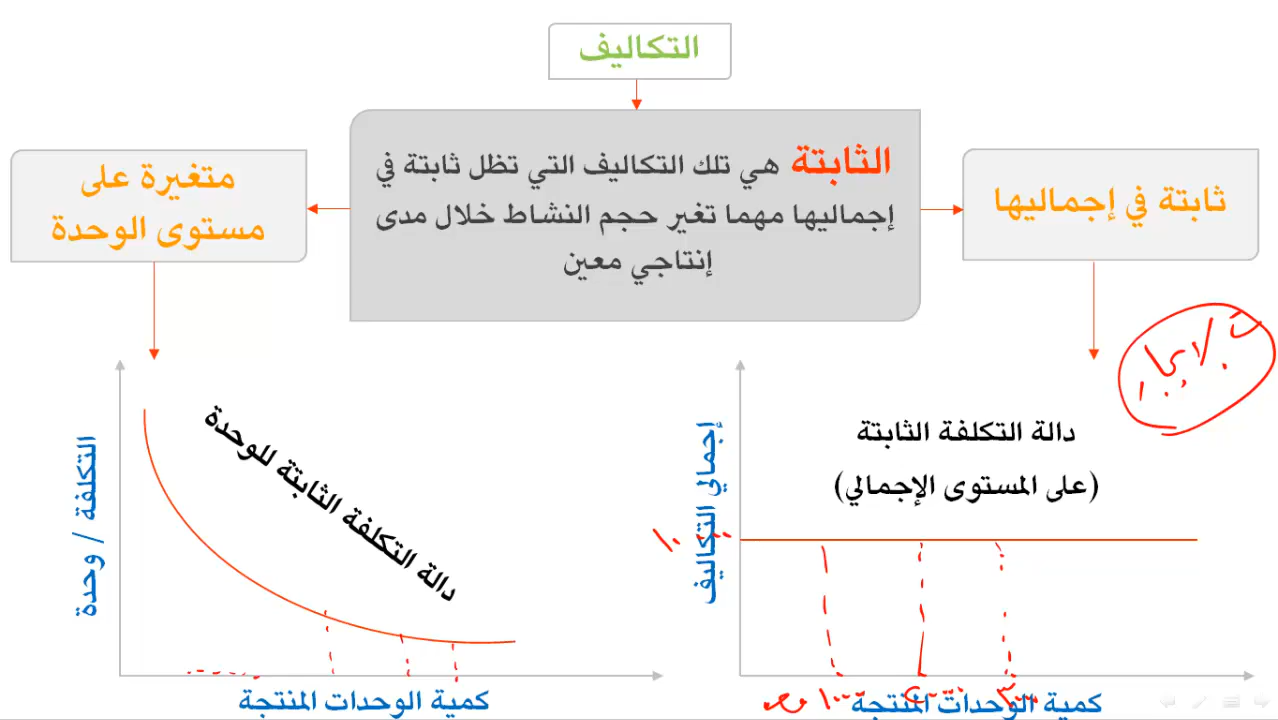 التكاليف
الثابتة هي تلك التكاليف التي تظل ثابتة في
إجماليها مهما تغير حجم النشاط خلال مدى
إنتاجي معين
ثابتة في إجماليها
متغيرة على
مستوى الوحدة
دالة التكلفة الثابتة
(على المستوى الإجمالي)
إجمالي التكاليف
كمية الوحدات المنتجة
دالة التكلفة الثابتة للوحدة
التكلفة / وحدة
كمية الوحدات المنتجة